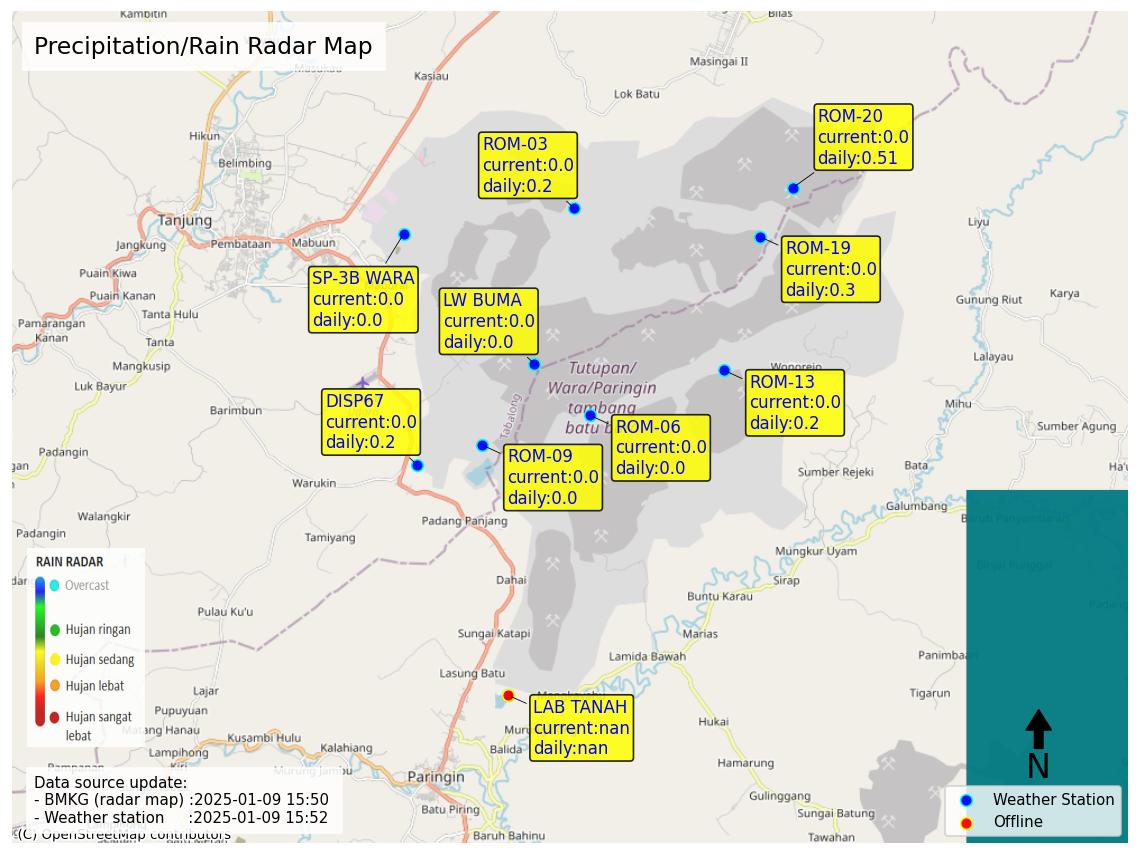 Kambitin
Bilas
Precipitation/Rain Radar Map
Masukau
Kasiau
Masingai II
Lok Batu
Hikun
Belimbing
ROM-03
current:0.0
daily:0.2
ROM-20
current:0.0
daily:0.51
Tanjung
Jangkung
Pembataan
Mabuun
Liyu
Puain Kiwa
Puain Kanan
SP-3B WARA
current:0.0
daily:0.0
LW BUMA
current:0.0
daily:0.0
ROM-19
current:0.0
daily:0.3
Gunung Riut
Karya
Tanta Hulu
Pamarangan
Kanan
Tanta
Mangkusip
Luk Bayur
Lalayau
Wonorejo
Tutupan/
Wara/Paringin
tambang
batu b
Tabalong
Barimbun
DISP67
current:0.0
daily:0.2
ROM-13
current:0.0
daily:0.2
Mihu
Sumber Agung
ROM-06
current:0.0
daily:0.0
ROM-09
current:0.0
daily:0.0
Padangin
Warukin
Sumber Rejeki
Bata
Galumbang
Walangkir
Padangin
Padang Panjang
Tamiyang
Mungkur Uyam
Dahai
Sirap
Buntu Karau
Pulau Ku'u
Sungai Katapi
Marias
Lamida Bawah
Panimbaan
Lasung Batu
Tigarun
Lajar
Pupuyuan
Matang Hanau
Kusambi Hulu
Lampihong
Kalahiang
Murung Jambu
Paringin
Batu Piring
Baruh Bahinu
Balida
LAB TANAH
current:nan
daily:nan
Hukai
Hamarung
Gulinggang
Sungai Batung
Tawahan
RAIN RADAR
Overcast
Hujan ringan
Hujan sedang
Hujan lebat
Hujan sangat
lebat
Data source update:
- BMKG (radar map) :2025-01-09 15:50
- Weather station :2025-01-09 15:52
(C) OpenStreetMap contributors
N
Weather Station
Offline